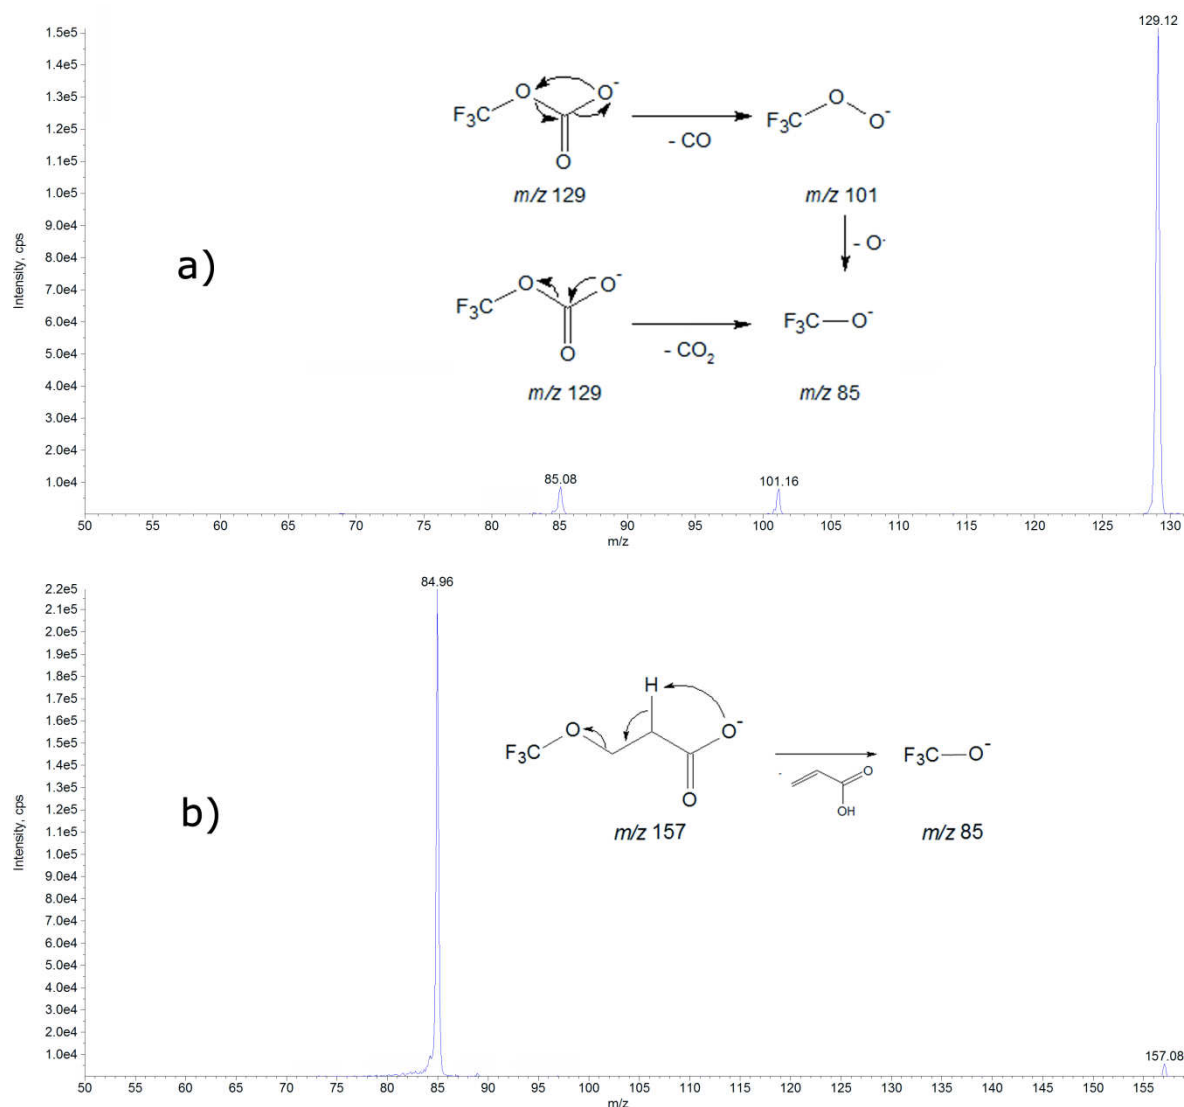 129.12
1.5e5
1.4e5
1.3e5
1.2e5
1.1e5
1.0e5
9.0e4
8.0e4
7.0e4
6.0e4
5.0e4
4.0e4
3.0e4
2.0e4
1.0e4
Intensity, cps
a)
F₃C O O⁻ O
m/z 129
- CO
F₃C O O⁻
m/z 101
- O·
F₃C O O⁻ O
m/z 129
- CO₂
F₃C—O⁻
m/z 85
85.08
101.16
50 55 60 65 70 75 80 85 90 95 100 105 110 115 120 125 130
m/z
84.96
2.2e5
2.1e5
2.0e5
1.9e5
1.8e5
1.7e5
1.6e5
1.5e5
1.4e5
1.3e5
1.2e5
1.1e5
1.0e5
9.0e4
8.0e4
7.0e4
6.0e4
5.0e4
4.0e4
3.0e4
2.0e4
1.0e4
Intensity, cps
b)
H
F₃C O O⁻ O
m/z 157
- O OH
F₃C—O⁻
m/z 85
157.08
50 55 60 65 70 75 80 85 90 95 100 105 110 115 120 125 130 135 140 145 150 155
m/z